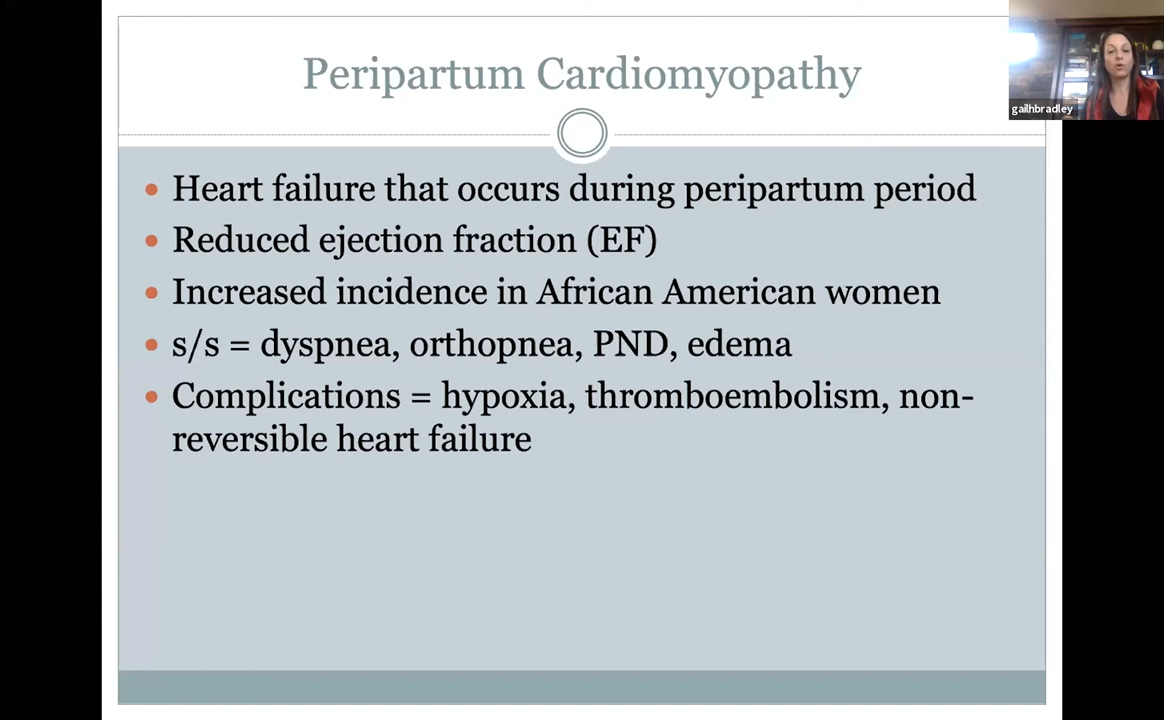 Peripartum Cardiomyopathy
gailhbradley
• Heart failure that occurs during peripartum period
• Reduced ejection fraction (EF)
• Increased incidence in African American women
• s/s = dyspnea, orthopnea, PND, edema
• Complications = hypoxia, thromboembolism, non-
reversible heart failure